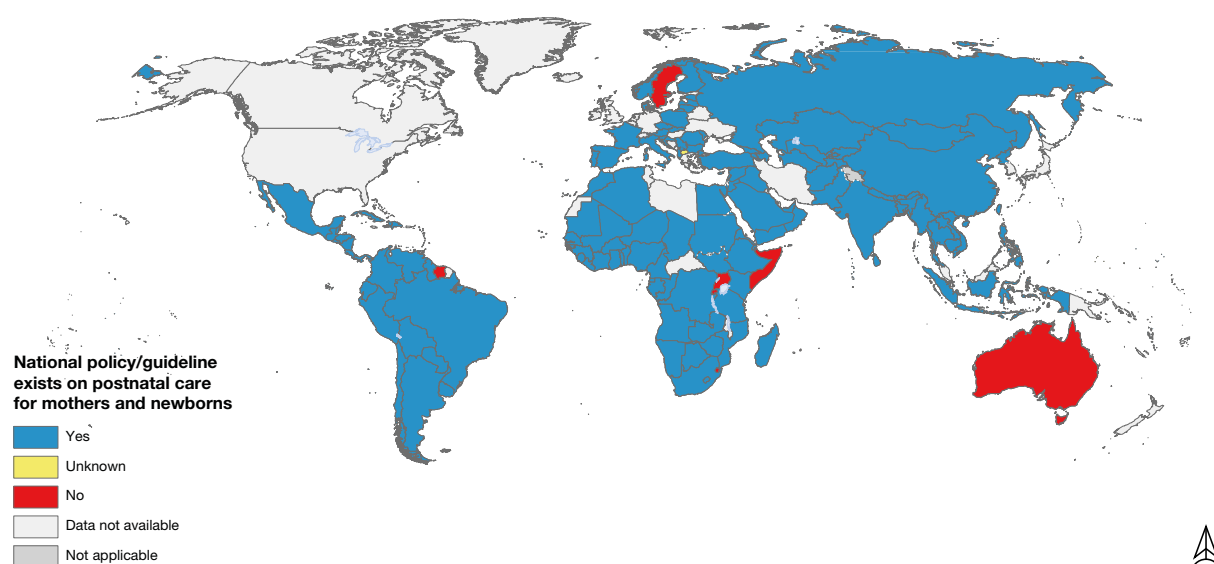 National policy/guideline
exists on postnatal care
for mothers and newborns
Yes
Unknown
No
Data not available
Not applicable